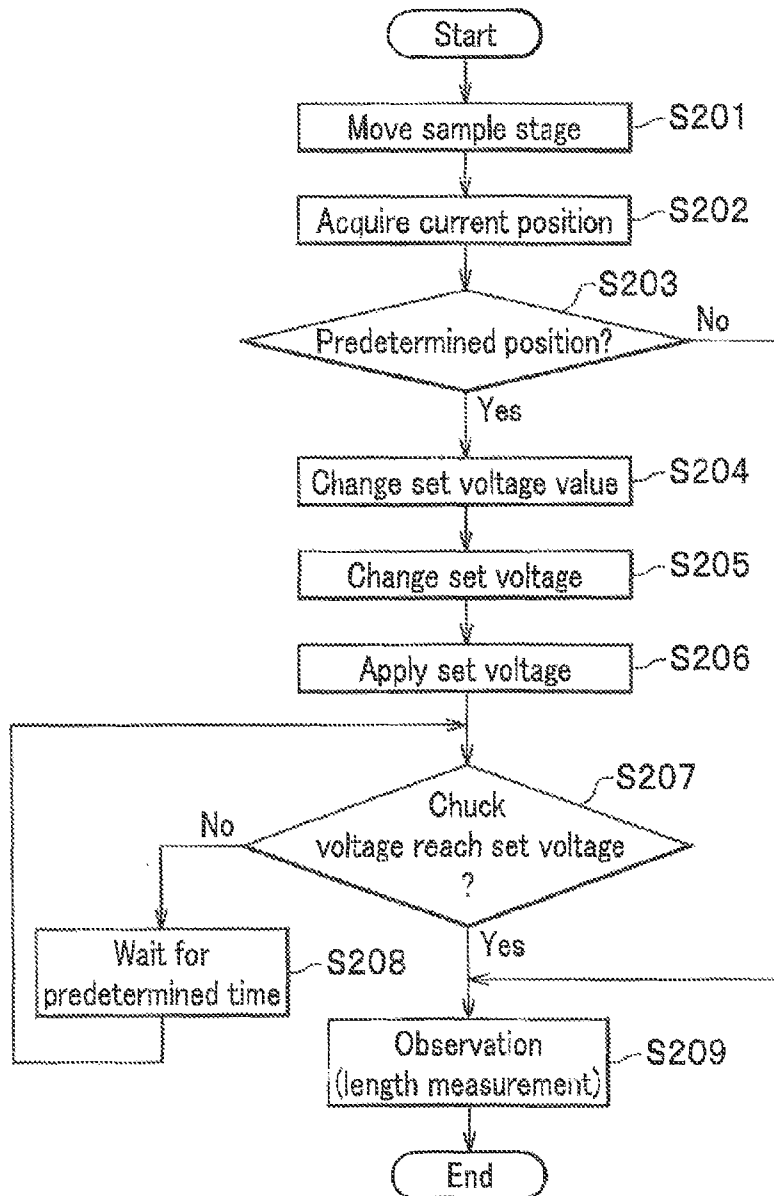 Start
Move sample stage
S201
Acquire current position
S202
S203
Predetermined position?
No
Yes
Change set voltage value
S204
Change set voltage
S205
Apply set voltage
S206
S207
Chuck
voltage reach set voltage
?
No
Yes
Wait for
predetermined time
S208
Observation
(length measurement)
S209
End